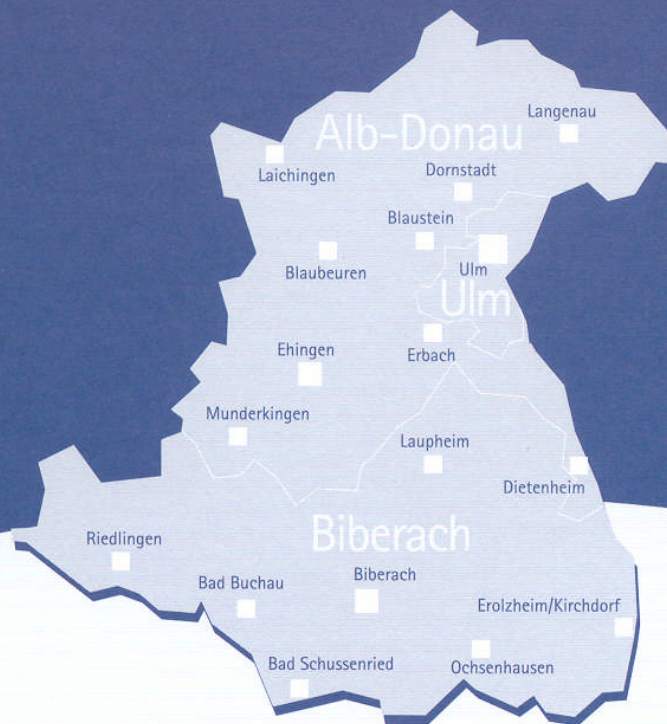 Langenau
Alb-Donau
Laichingen
Dornstadt
Blaustein
Blaubeuren
Ulm
Ulm
Ehingen
Erbach
Munderkingen
Laupheim
Dietenheim
Biberach
Riedlingen
Bad Buchau
Biberach
Erolzheim/Kirchdorf
Bad Schussenried
Ochsenhausen